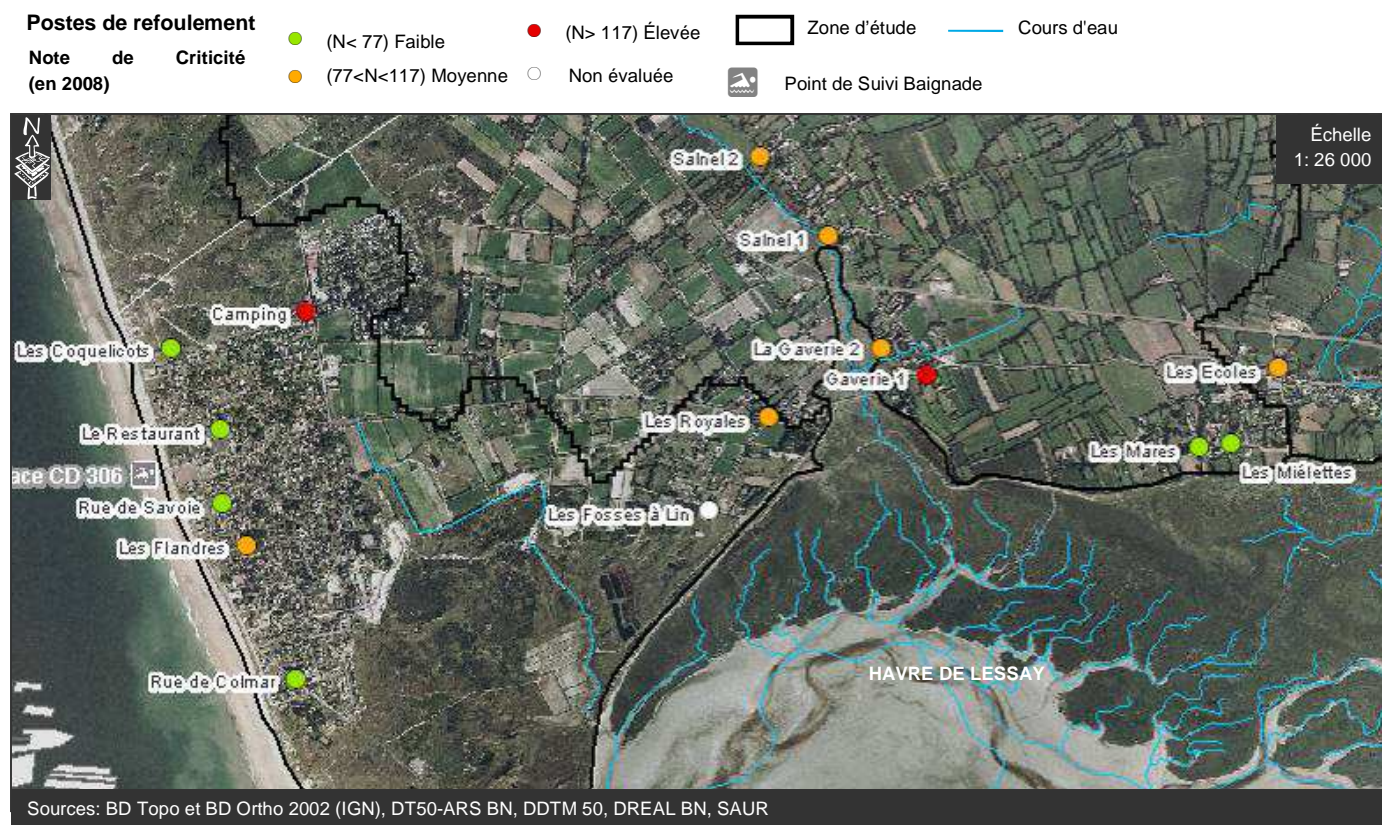 Postes de refoulement
Note de Criticité
(en 2008)
(N< 77) Faible
(77<N<117) Moyenne
(N> 117) Élevée
Non évaluée
Zone d'étude
Cours d'eau
Point de Suivi Baignade
N
Échelle
1: 26 000
Salnel 2
Salnel 1
Camping
Les Coquelicots
La Gaverie 2
Gaverie 1
Les Ecoles
Les Royales
Le Restaurant
Les Mares
Les Miélettes
ace CD 306
Rue de Savoie
Les Fosses à Lin
Les Flandres
HAVRE DE LESSAY
Rue de Colmar
Sources: BD Topo et BD Ortho 2002 (IGN), DT50-ARS BN, DDTM 50, DREAL BN, SAUR